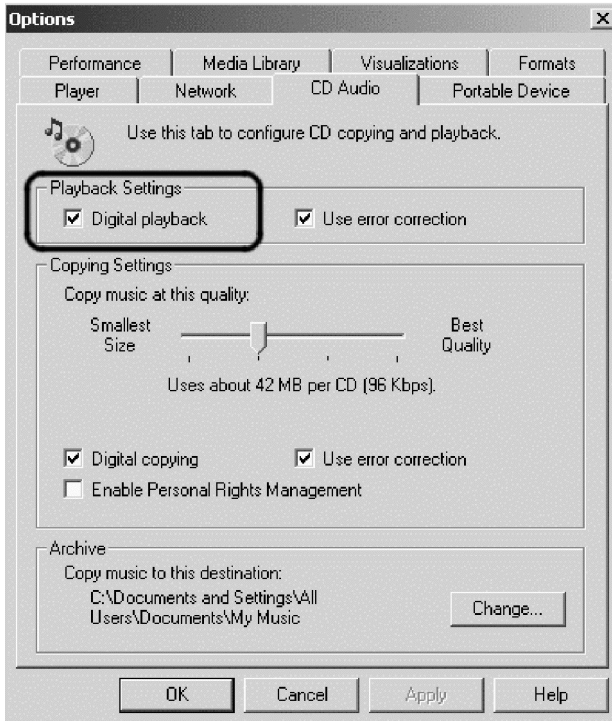 Options
Performance
Media Library
Visualizations
Formats
Player
Network
CD Audio
Portable Device
Use this tab to configure CD copying and playback.
Playback Settings
Digital playback
Use error correction
Copying Settings
Copy music at this quality:
Smallest
Size
Best
Quality
Uses about 42 MB per CD (96 Kbps).
Digital copying
Use error correction
Enable Personal Rights Management
Archive
Copy music to this destination:
C:\Documents and Settings\All
Users\Documents\My Music
Change...
OK
Cancel
Apply
Help